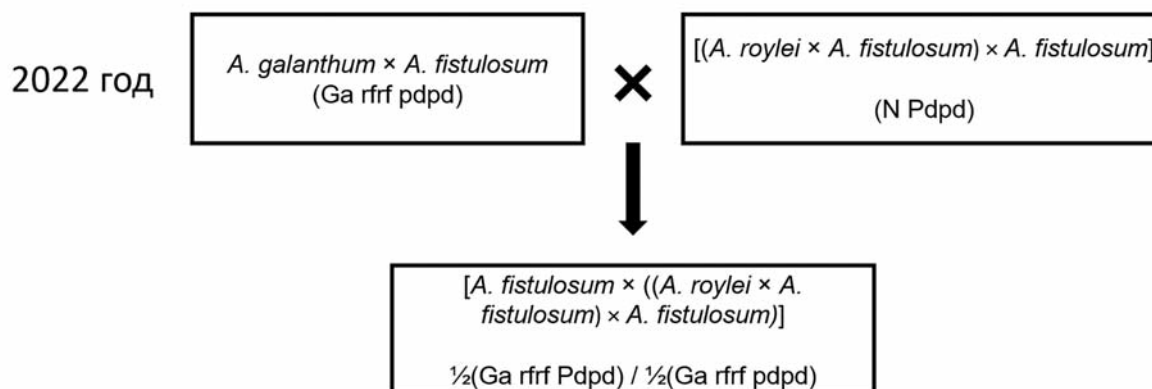 2022 год
A. galanthum × A. fistulosum
(Ga rfrf pdpd)
[(A. roylei × A. fistulosum) × A. fistulosum]
(N Pdpd)
[A. fistulosum × ((A. roylei × A.
fistulosum) × A. fistulosum)]
½(Ga rfrf Pdpd) / ½(Ga rfrf pdpd)